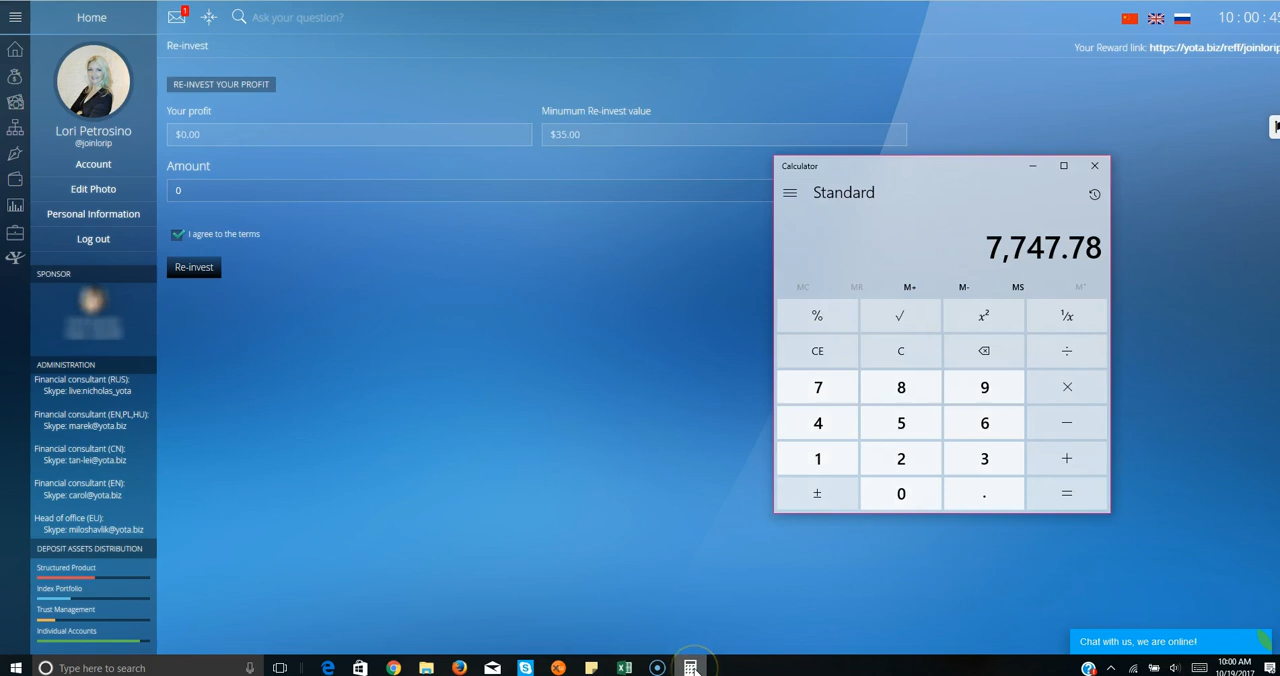 Home
1
Ask your question?
10 : 00 : 45
Re-invest
Your Reward link: https://yota.biz/reff/joinlorip
RE-INVEST YOUR PROFIT
Your profit
Minimum Re-invest value
$0.00
$35.00
Amount
0
I agree to the terms
Re-invest
Lori Petrosino
@joinlorip
Account
Edit Photo
Personal Information
Log out
SPONSOR
ADMINISTRATION
Financial consultant (RUS):
Skype: live:nicholas_yota
Financial consultant (EN,PL,HU):
Skype: marek@yota.biz
Financial consultant (CN):
Skype: tan-lei@yota.biz
Financial consultant (EN):
Skype: carol@yota.biz
Head of office (EU):
Skype: miloshavlik@yota.biz
DEPOSIT ASSETS DISTRIBUTION
Structured Product
Index Portfolio
Trust Management
Individual Accounts
Calculator
Standard
7,747.78
MC MR M+ M- MS M˅
% √ x² ¹/x
CE C ⌫ ÷
7 8 9 ×
4 5 6 −
1 2 3 +
± 0 . =
Chat with us, we are online!
Type here to search
10:00 AM
10/19/2017